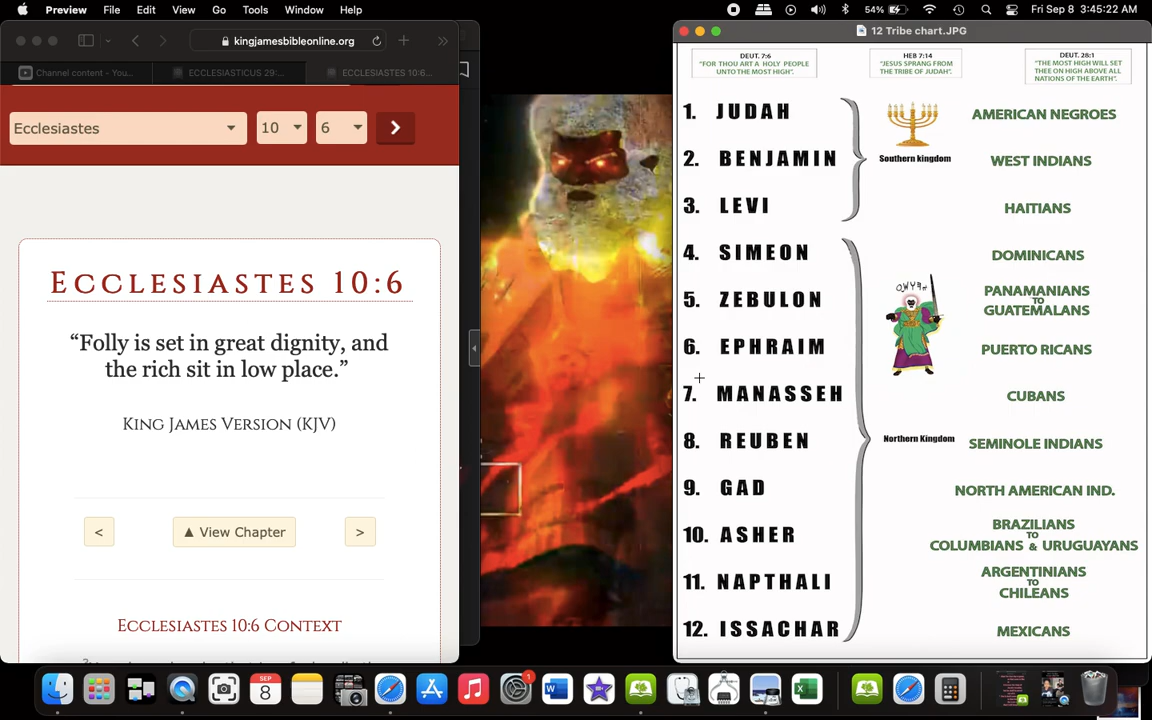 Preview File Edit View Go Tools Window Help
54% Fri Sep 8 3:45:22 AM
kingjamesbibleonline.org
Channel content - You...
ECCLESIASTICUS 29:...
ECCLESIASTES 10:6...
Ecclesiastes
10
6
ECCLESIASTES 10:6
“Folly is set in great dignity, and
the rich sit in low place.”
KING JAMES VERSION (KJV)
<
▲ View Chapter
>
ECCLESIASTES 10:6 CONTEXT
12 Tribe chart.JPG
DEUT. 7:6
"FOR THOU ART A HOLY PEOPLE
UNTO THE MOST HIGH".
HEB 7:14
"JESUS SPRANG FROM
THE TRIBE OF JUDAH".
DEUT. 28:1
"THE MOST HIGH WILL SET
THEE ON HIGH ABOVE ALL
NATIONS OF THE EARTH".
1. JUDAH
AMERICAN NEGROES
2. BENJAMIN
Southern kingdom
WEST INDIANS
3. LEVI
HAITIANS
4. SIMEON
DOMINICANS
5. ZEBULON
PANAMANIANS
TO
GUATEMALANS
6. EPHRAIM
PUERTO RICANS
7. MANASSEH
CUBANS
8. REUBEN
Northern Kingdom
SEMINOLE INDIANS
9. GAD
NORTH AMERICAN IND.
10. ASHER
BRAZILIANS
TO
COLUMBIANS & URUGUAYANS
11. NAPTHALI
ARGENTINIANS
TO
CHILEANS
12. ISSACHAR
MEXICANS
SEP
8
1